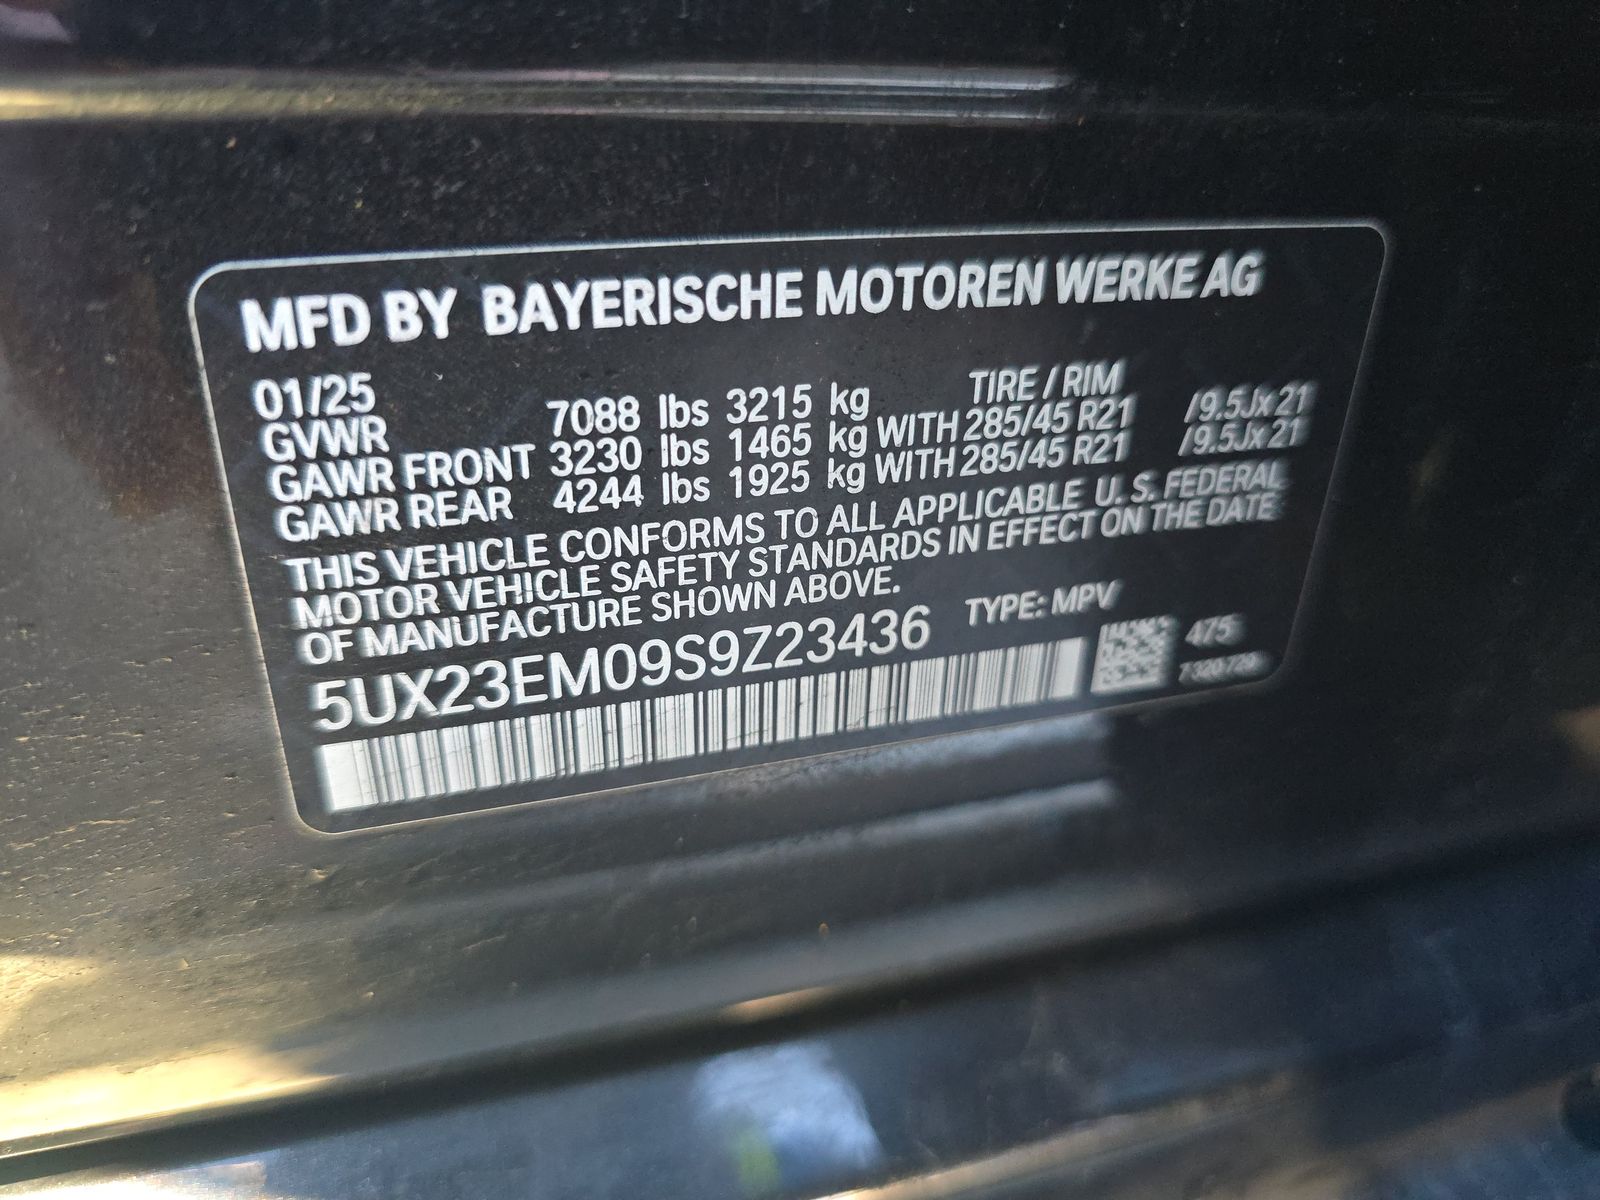 MFD BY BAYERISCHE MOTOREN WERKE AG
01/25 TIRE / RIM
GVWR 7088 lbs 3215 kg
GAWR FRONT 3230 lbs 1465 kg WITH 285/45 R21 /9.5Jx21
GAWR REAR 4244 lbs 1925 kg WITH 285/45 R21 /9.5Jx21
THIS VEHICLE CONFORMS TO ALL APPLICABLE U. S. FEDERAL
MOTOR VEHICLE SAFETY STANDARDS IN EFFECT ON THE DATE
OF MANUFACTURE SHOWN ABOVE.
5UX23EM09S9Z23436 TYPE: MPV
475